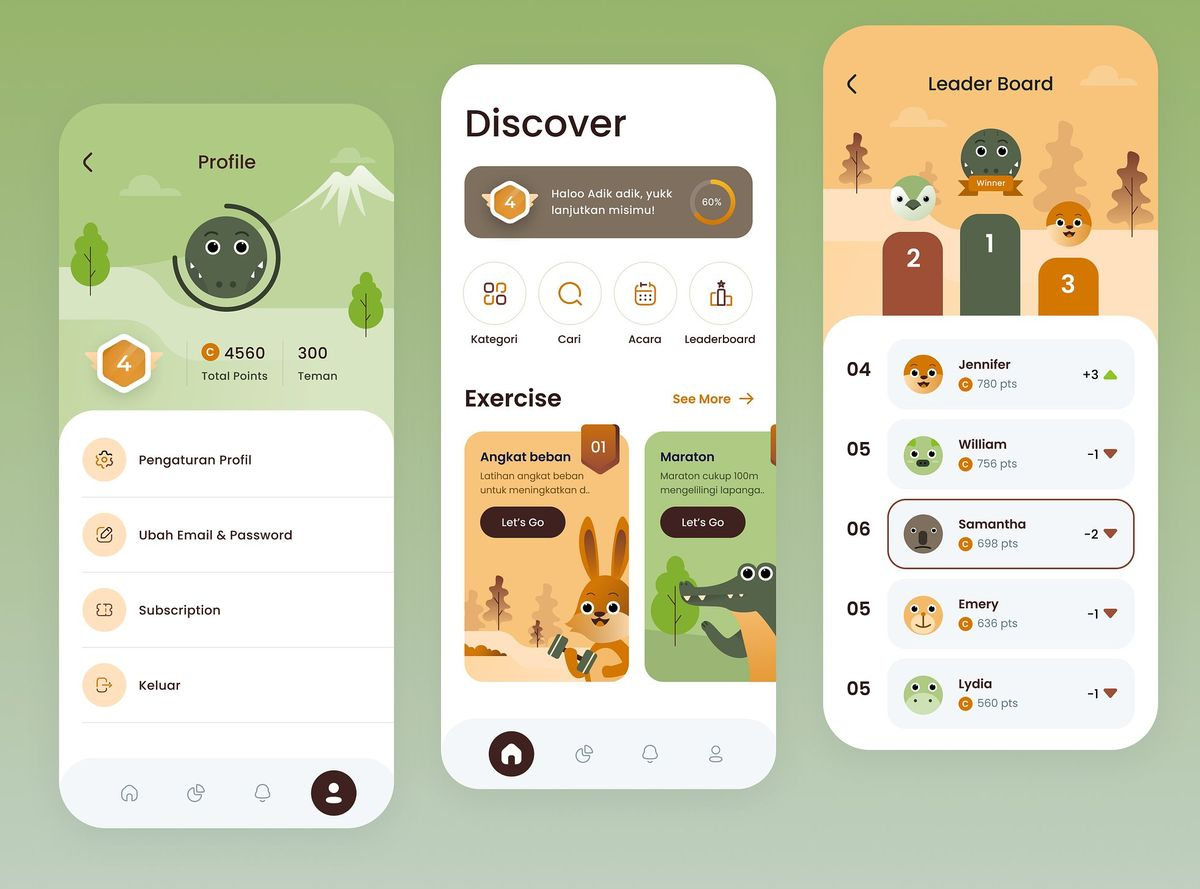 Profile
4
C 4560
Total Points
300
Teman
Pengaturan Profil
Ubah Email & Password
Subscription
Keluar
Discover
4
Haloo Adik adik, yukk
lanjutkan misimu!
60%
Kategori
Cari
Acara
Leaderboard
Exercise
See More
01
Angkat beban
Latihan angkat beban
untuk meningkatkan d..
Let's Go
Maraton
Maraton cukup 100m
mengelilingi lapanga..
Let's Go
Leader Board
Winner
2
1
3
04
Jennifer
C 780 pts
+3
05
William
C 756 pts
-1
06
Samantha
C 698 pts
-2
05
Emery
C 636 pts
-1
05
Lydia
C 560 pts
-1